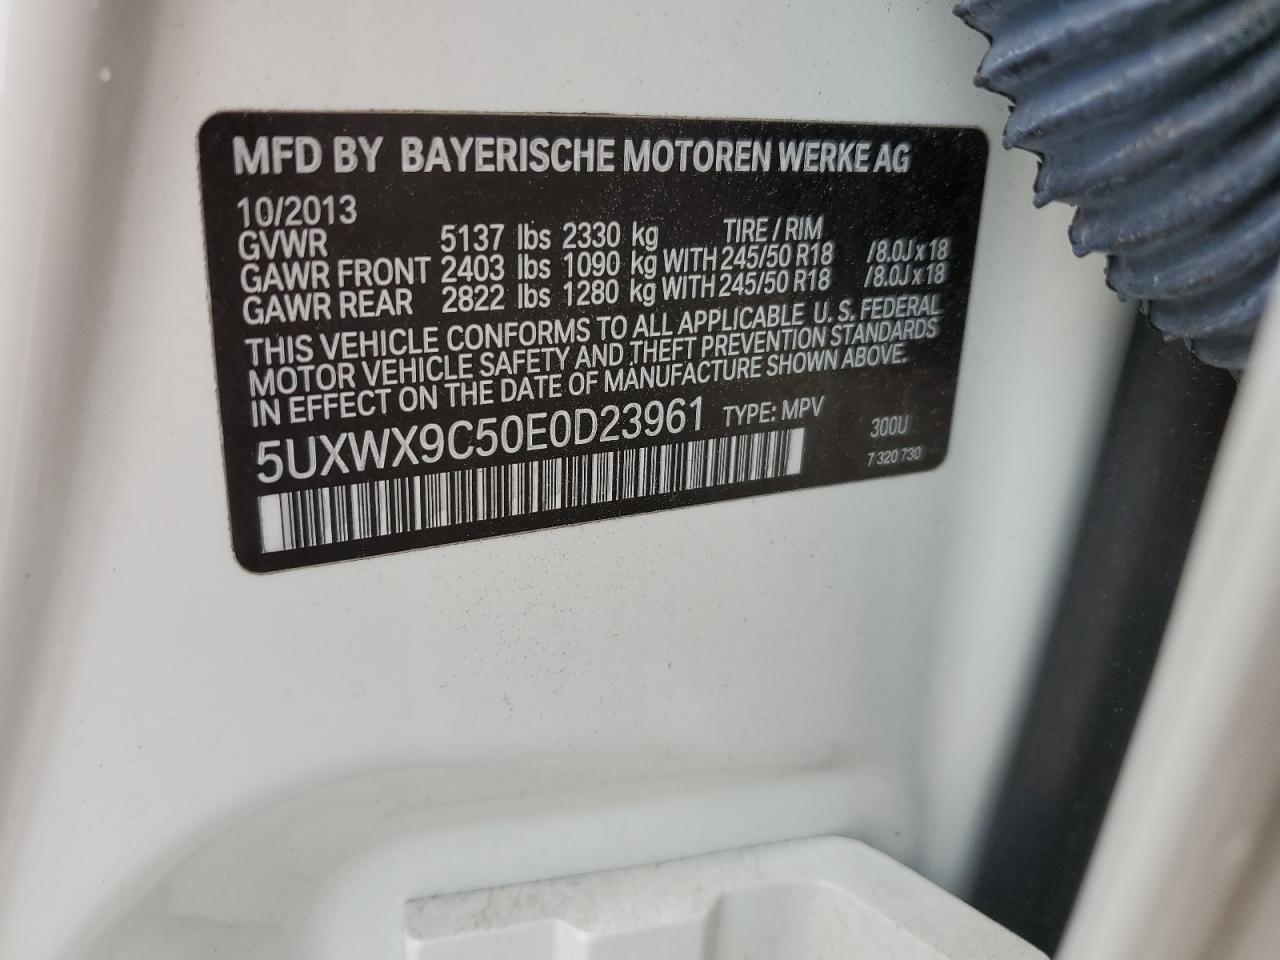 MFD BY BAYERISCHE MOTOREN WERKE AG
10/2013
GVWR 5137 lbs 2330 kg TIRE / RIM
GAWR FRONT 2403 lbs 1090 kg WITH 245/50 R18 /8.0J x 18
GAWR REAR 2822 lbs 1280 kg WITH 245/50 R18 /8.0J x 18
THIS VEHICLE CONFORMS TO ALL APPLICABLE U. S. FEDERAL
MOTOR VEHICLE SAFETY AND THEFT PREVENTION STANDARDS
IN EFFECT ON THE DATE OF MANUFACTURE SHOWN ABOVE.
5UXWX9C50E0D23961 TYPE: MPV 300U
7 320 730